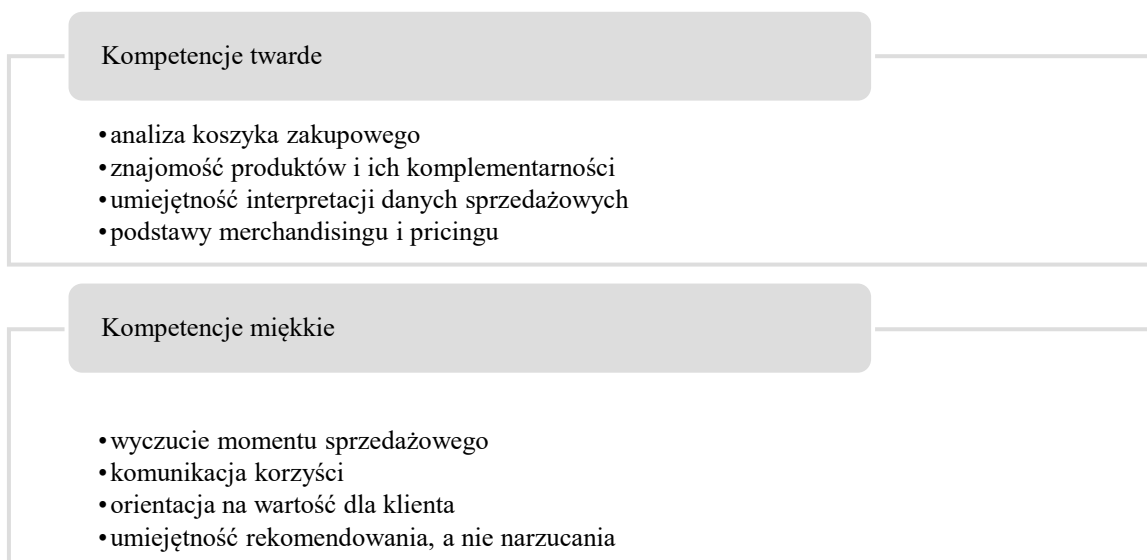 Kompetencje twarde
•analiza koszyka zakupowego
•znajomość produktów i ich komplementarności
•umiejętność interpretacji danych sprzedażowych
•podstawy merchandisingu i pricingu
Kompetencje miękkie
•wyczucie momentu sprzedażowego
•komunikacja korzyści
•orientacja na wartość dla klienta
•umiejętność rekomendowania, a nie narzucania